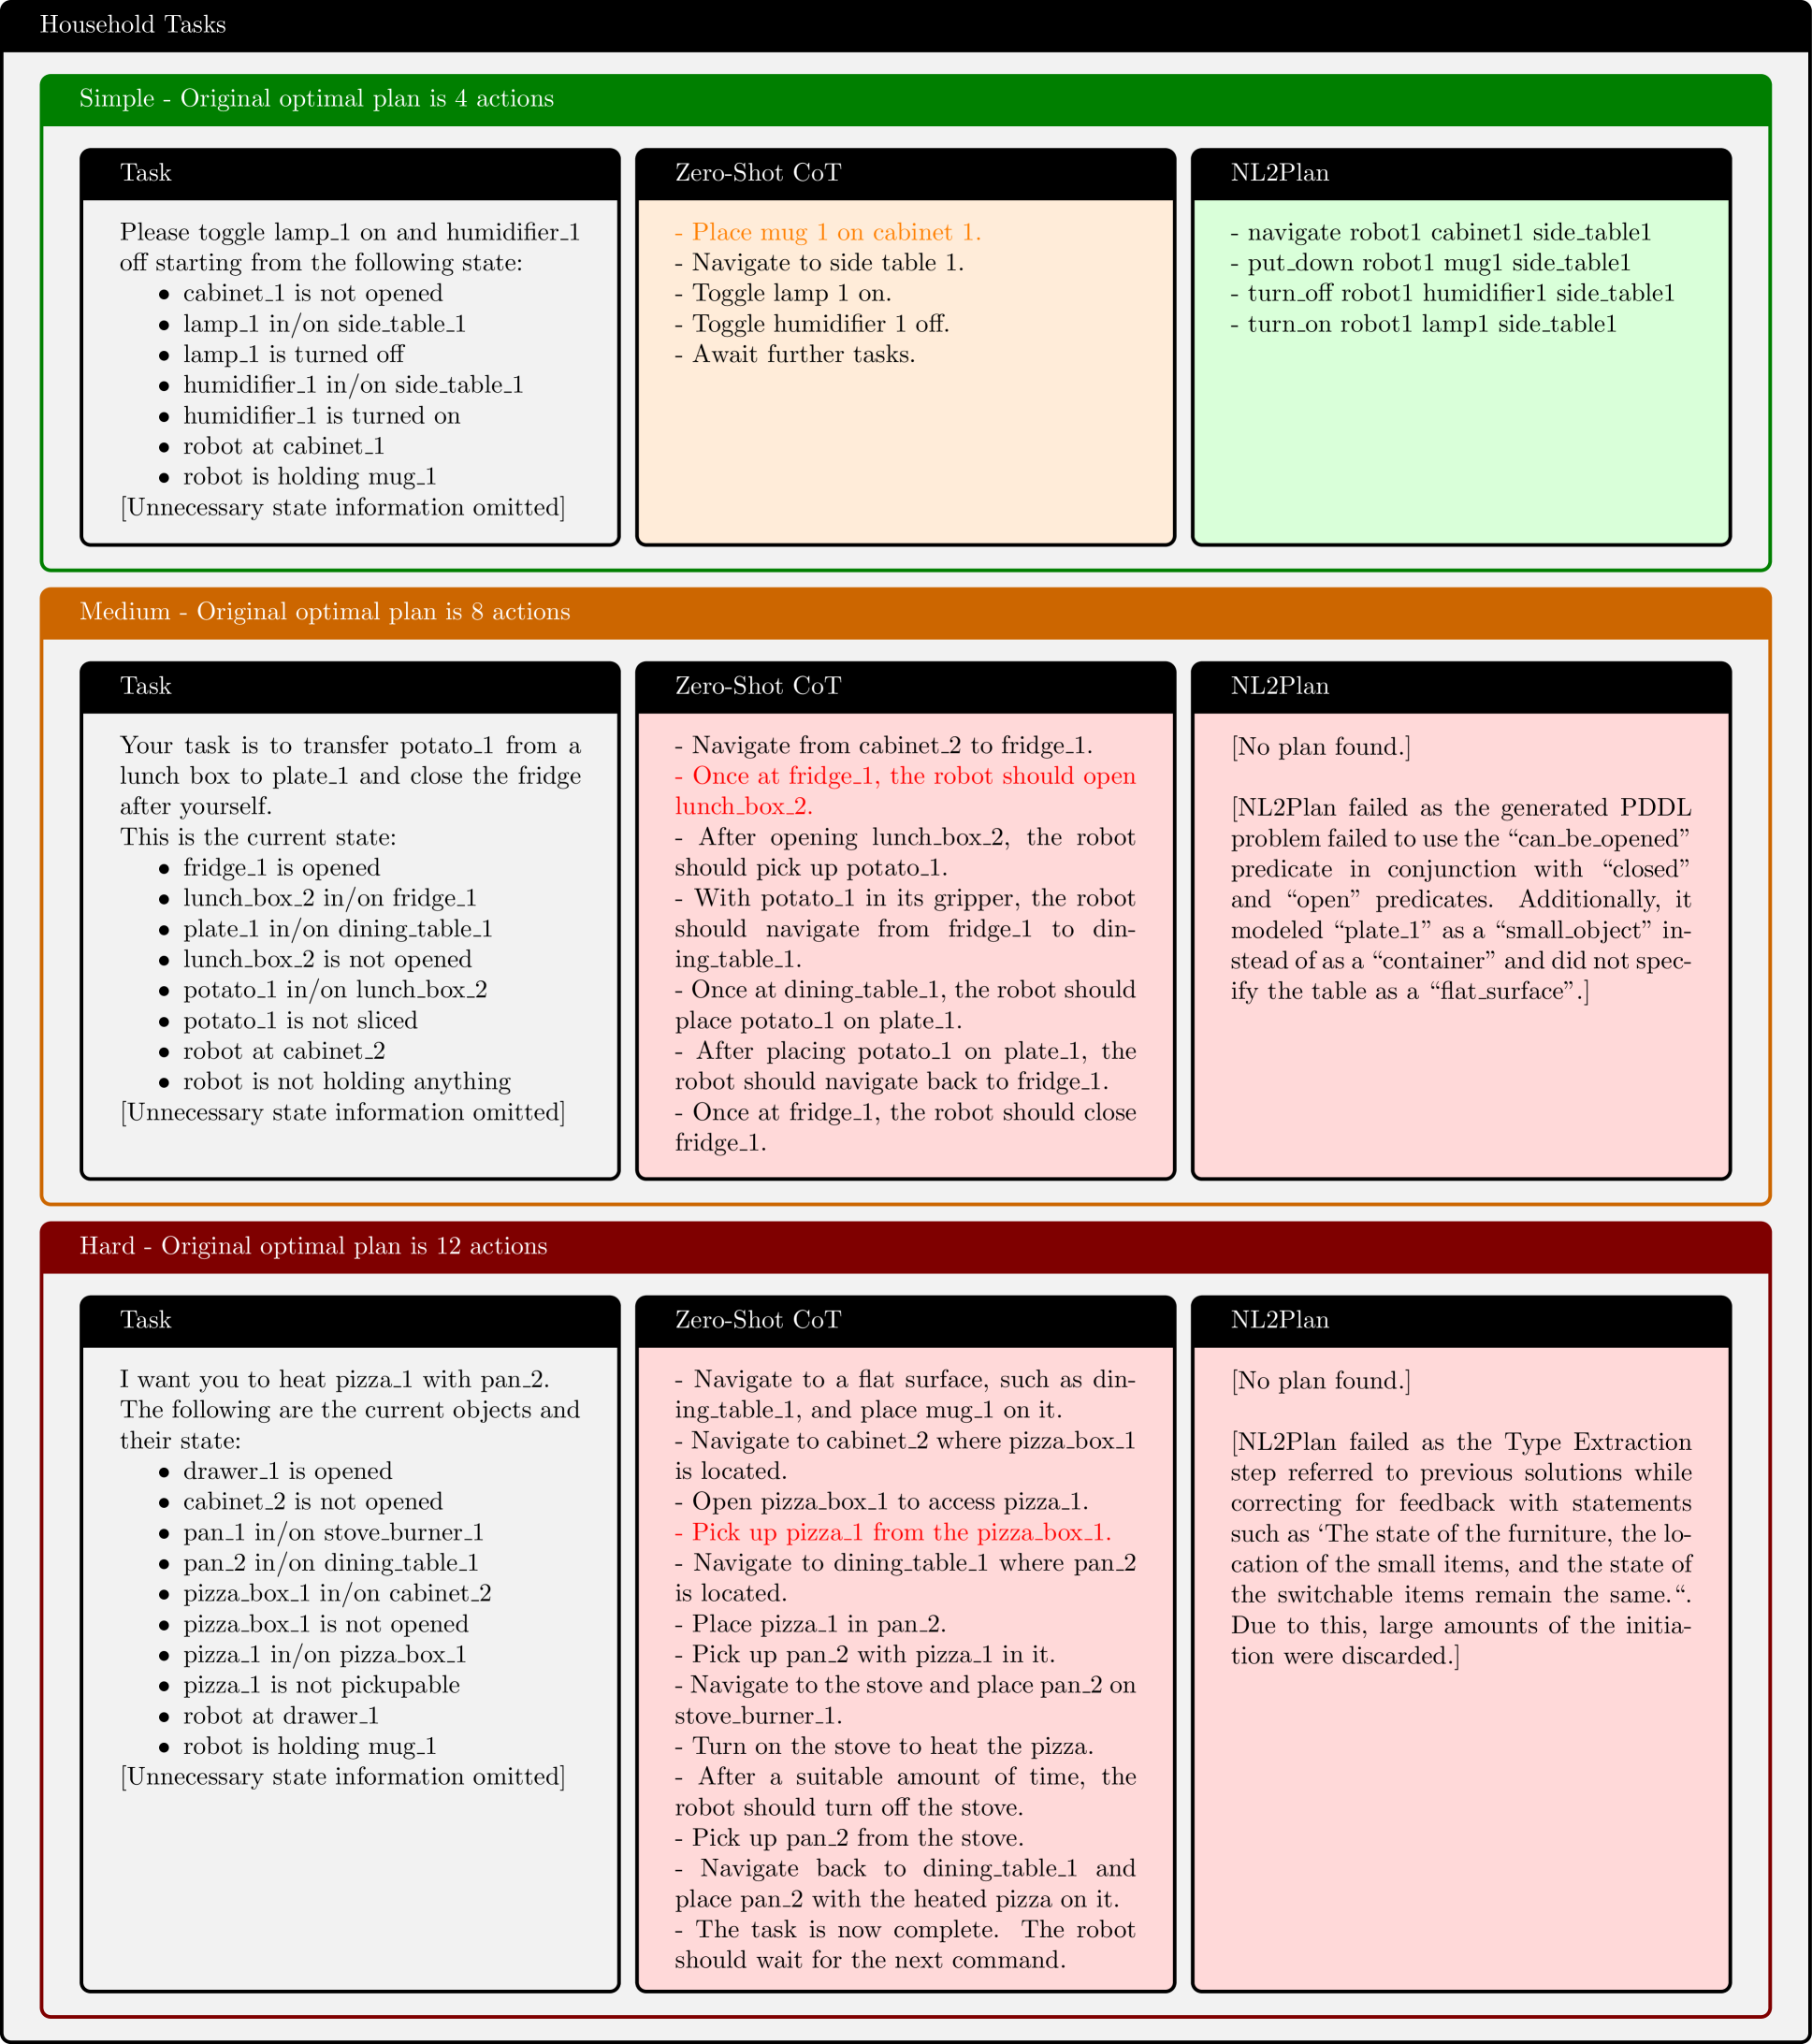 Household Tasks
Simple - Original optimal plan is 4 actions
Task
Please toggle lamp_1 on and humidifier_1
off starting from the following state:
• cabinet_1 is not opened
• lamp_1 in/on side_table_1
• lamp_1 is turned off
• humidifier_1 in/on side_table_1
• humidifier_1 is turned on
• robot at cabinet_1
• robot is holding mug_1
[Unnecessary state information omitted]
Zero-Shot CoT
- Place mug 1 on cabinet 1.
- Navigate to side table 1.
- Toggle lamp 1 on.
- Toggle humidifier 1 off.
- Await further tasks.
NL2Plan
- navigate robot1 cabinet1 side_table1
- put_down robot1 mug1 side_table1
- turn_off robot1 humidifier1 side_table1
- turn_on robot1 lamp1 side_table1
Medium - Original optimal plan is 8 actions
Task
Your task is to transfer potato_1 from a
lunch box to plate_1 and close the fridge
after yourself.
This is the current state:
• fridge_1 is opened
• lunch_box_2 in/on fridge_1
• plate_1 in/on dining_table_1
• lunch_box_2 is not opened
• potato_1 in/on lunch_box_2
• potato_1 is not sliced
• robot at cabinet_2
• robot is not holding anything
[Unnecessary state information omitted]
Zero-Shot CoT
- Navigate from cabinet_2 to fridge_1.
- Once at fridge_1, the robot should open
lunch_box_2.
- After opening lunch_box_2, the robot
should pick up potato_1.
- With potato_1 in its gripper, the robot
should navigate from fridge_1 to din-
ing_table_1.
- Once at dining_table_1, the robot should
place potato_1 on plate_1.
- After placing potato_1 on plate_1, the
robot should navigate back to fridge_1.
- Once at fridge_1, the robot should close
fridge_1.
NL2Plan
[No plan found.]
[NL2Plan failed as the generated PDDL
problem failed to use the “can_be_opened”
predicate in conjunction with “closed”
and “open” predicates. Additionally, it
modeled “plate_1” as a “small_object” in-
stead of as a “container” and did not spec-
ify the table as a “flat_surface”.]
Hard - Original optimal plan is 12 actions
Task
I want you to heat pizza_1 with pan_2.
The following are the current objects and
their state:
• drawer_1 is opened
• cabinet_2 is not opened
• pan_1 in/on stove_burner_1
• pan_2 in/on dining_table_1
• pizza_box_1 in/on cabinet_2
• pizza_box_1 is not opened
• pizza_1 in/on pizza_box_1
• pizza_1 is not pickupable
• robot at drawer_1
• robot is holding mug_1
[Unnecessary state information omitted]
Zero-Shot CoT
- Navigate to a flat surface, such as din-
ing_table_1, and place mug_1 on it.
- Navigate to cabinet_2 where pizza_box_1
is located.
- Open pizza_box_1 to access pizza_1.
- Pick up pizza_1 from the pizza_box_1.
- Navigate to dining_table_1 where pan_2
is located.
- Place pizza_1 in pan_2.
- Pick up pan_2 with pizza_1 in it.
- Navigate to the stove and place pan_2 on
stove_burner_1.
- Turn on the stove to heat the pizza.
- After a suitable amount of time, the
robot should turn off the stove.
- Pick up pan_2 from the stove.
- Navigate back to dining_table_1 and
place pan_2 with the heated pizza on it.
- The task is now complete. The robot
should wait for the next command.
NL2Plan
[No plan found.]
[NL2Plan failed as the Type Extraction
step referred to previous solutions while
correcting for feedback with statements
such as ‘The state of the furniture, the lo-
cation of the small items, and the state of
the switchable items remain the same.“.
Due to this, large amounts of the initia-
tion were discarded.]